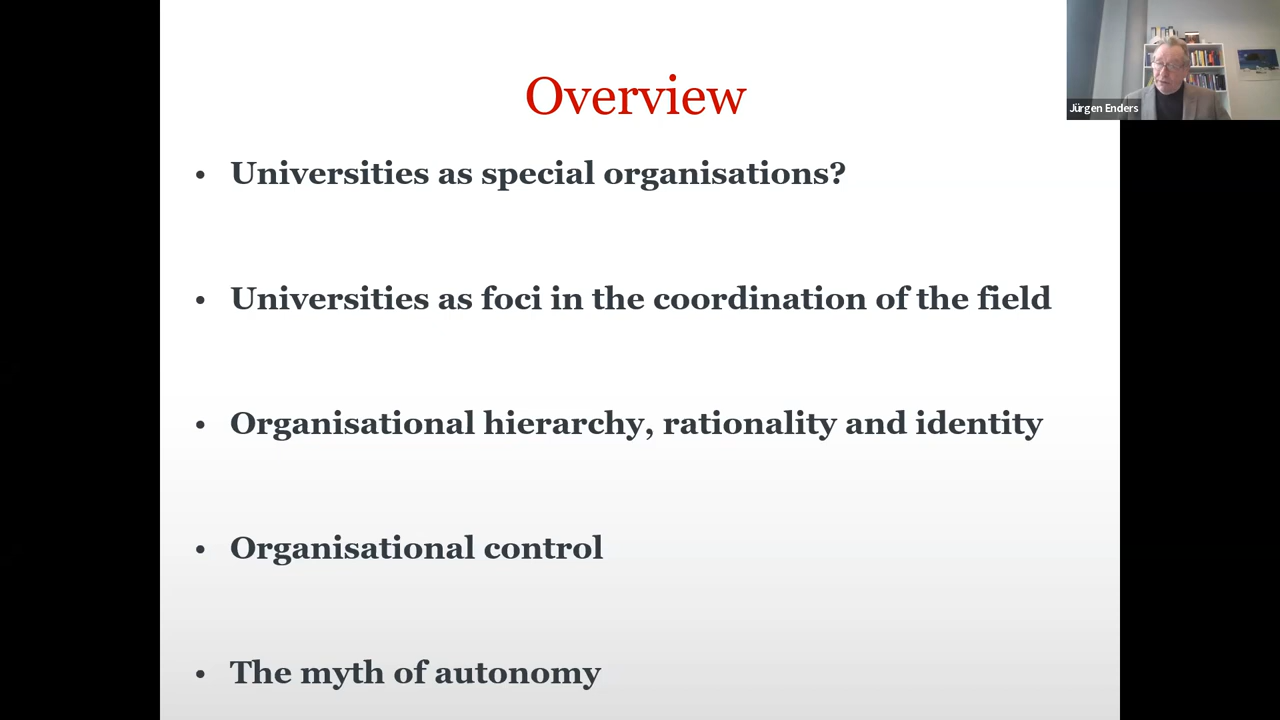 Overview
Jürgen Enders
• Universities as special organisations?
• Universities as foci in the coordination of the field
• Organisational hierarchy, rationality and identity
• Organisational control
• The myth of autonomy